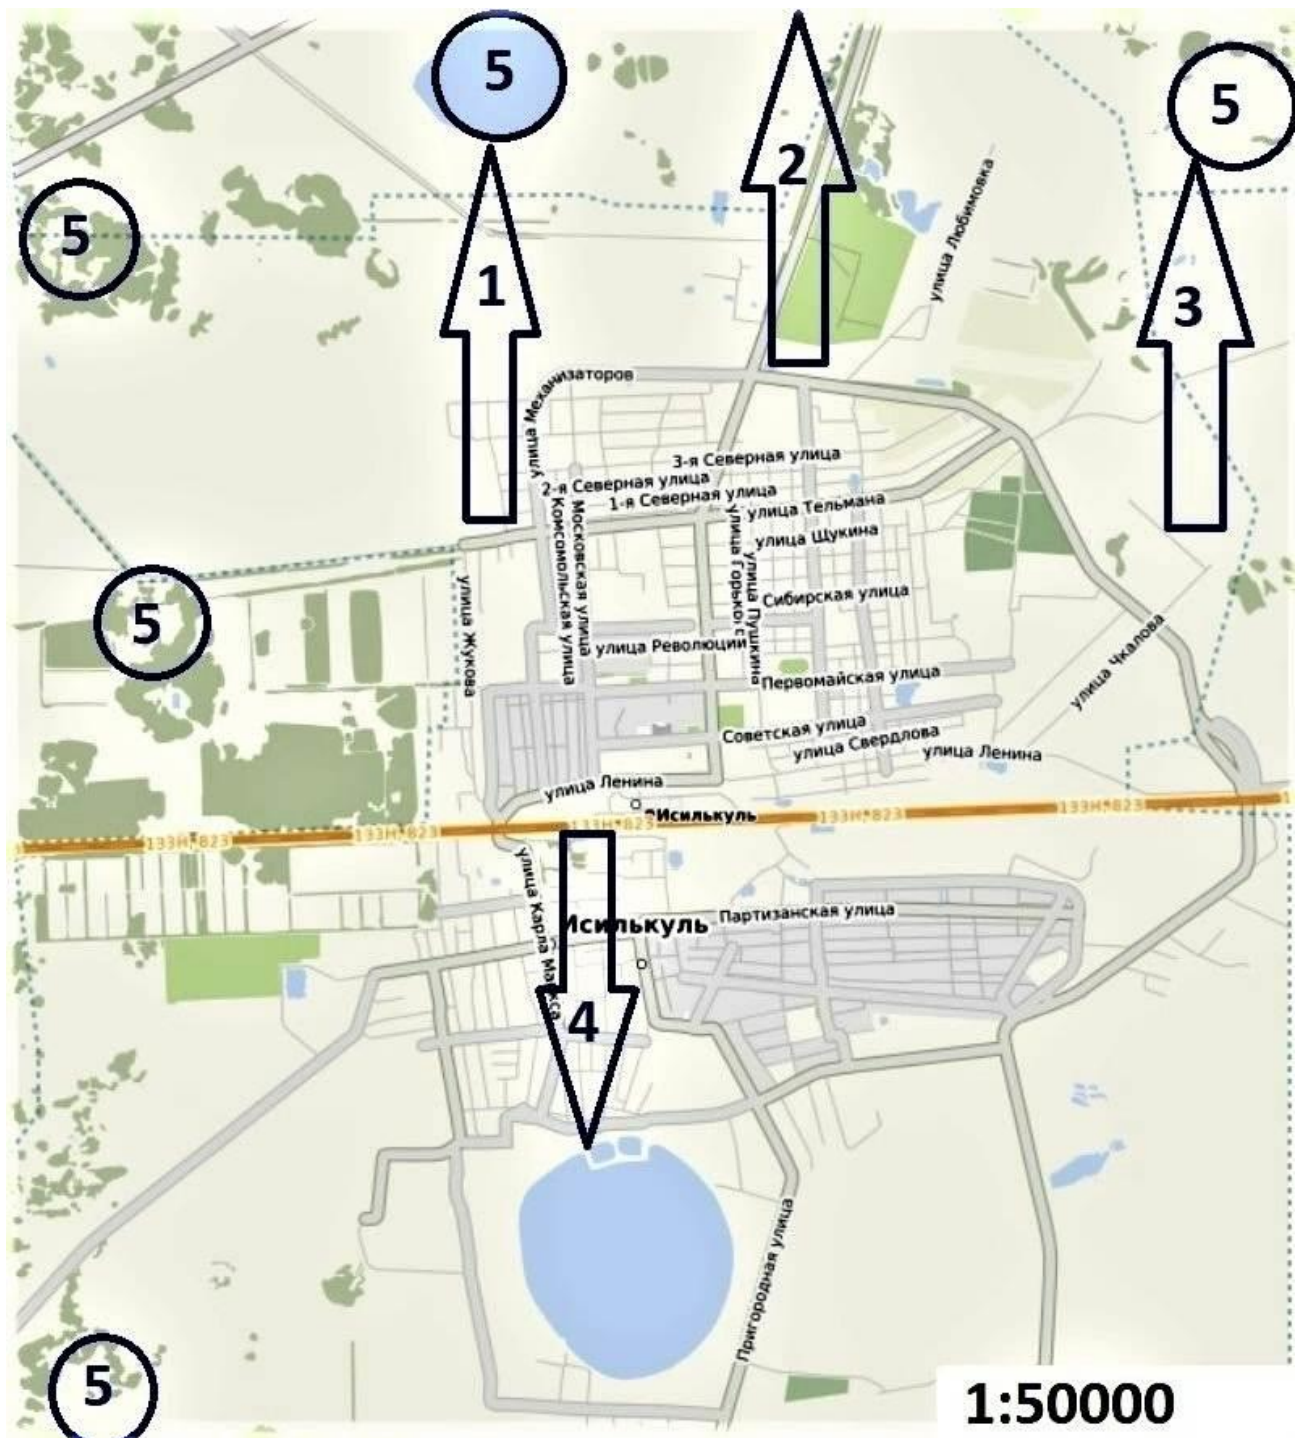 5
5
2
5
1
3
улица Любимовка
улица Механизаторов
3-я Северная улица
2-я Северная улица
1-я Северная улица
улица Тельмана
улица Щукина
Комсомольская улица
Московская улица
улица Пушкина
Сибирская улица
5
улица Жукова
улица Революции
Первомайская улица
улица Чкалова
Советская улица
улица Свердлова
улица Ленина
улица Ленина
Исилькуль
133Н, 823
133Н, 823
133Н, 823
133Н, 823
133Н, 823
улица Карла Маркса
Исилькуль
Партизанская улица
4
Пригородная улица
5
1:50000